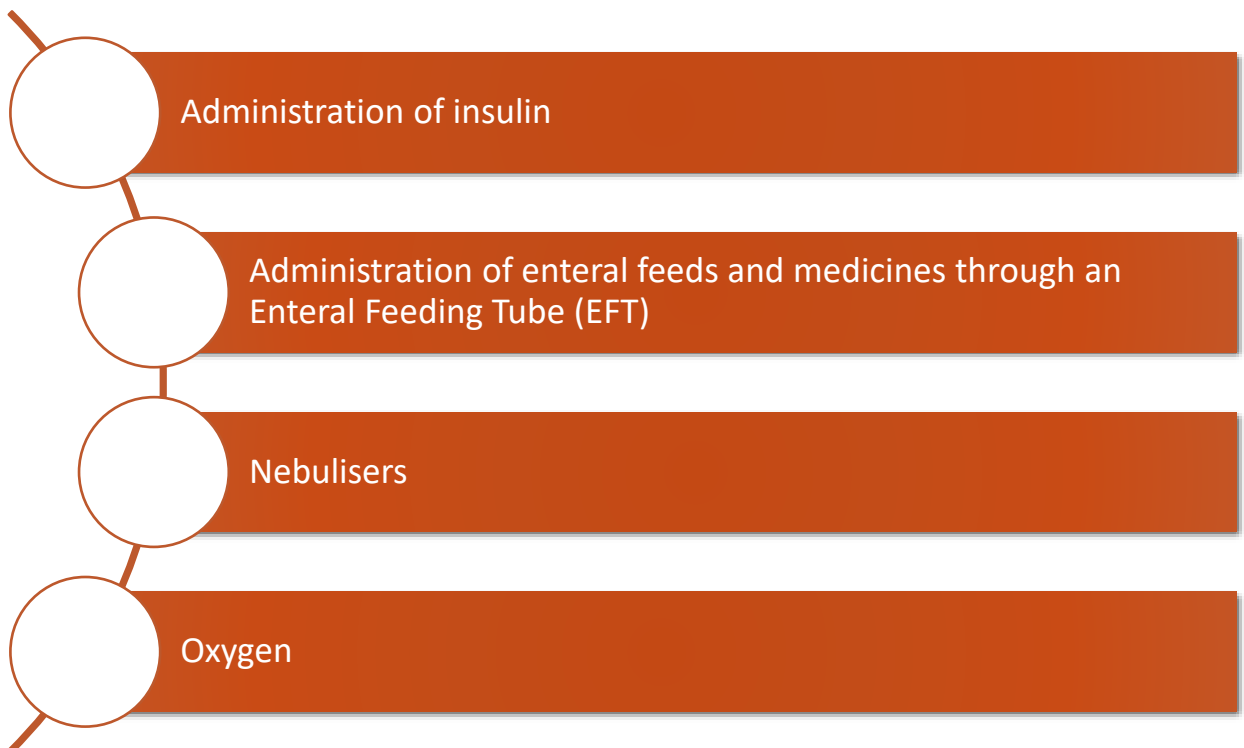 Administration of insulin
Administration of enteral feeds and medicines through an
Enteral Feeding Tube (EFT)
Nebulisers
Oxygen